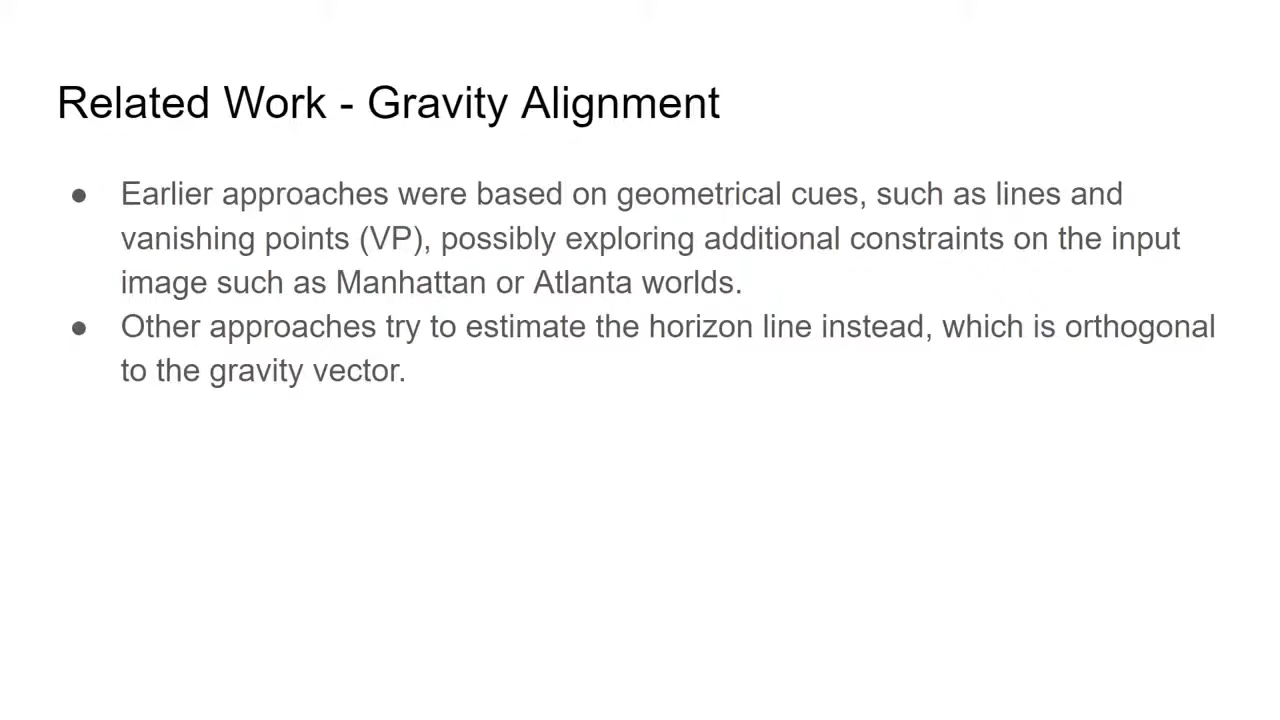 Related Work - Gravity Alignment
● Earlier approaches were based on geometrical cues, such as lines and
vanishing points (VP), possibly exploring additional constraints on the input
image such as Manhattan or Atlanta worlds.
● Other approaches try to estimate the horizon line instead, which is orthogonal
to the gravity vector.